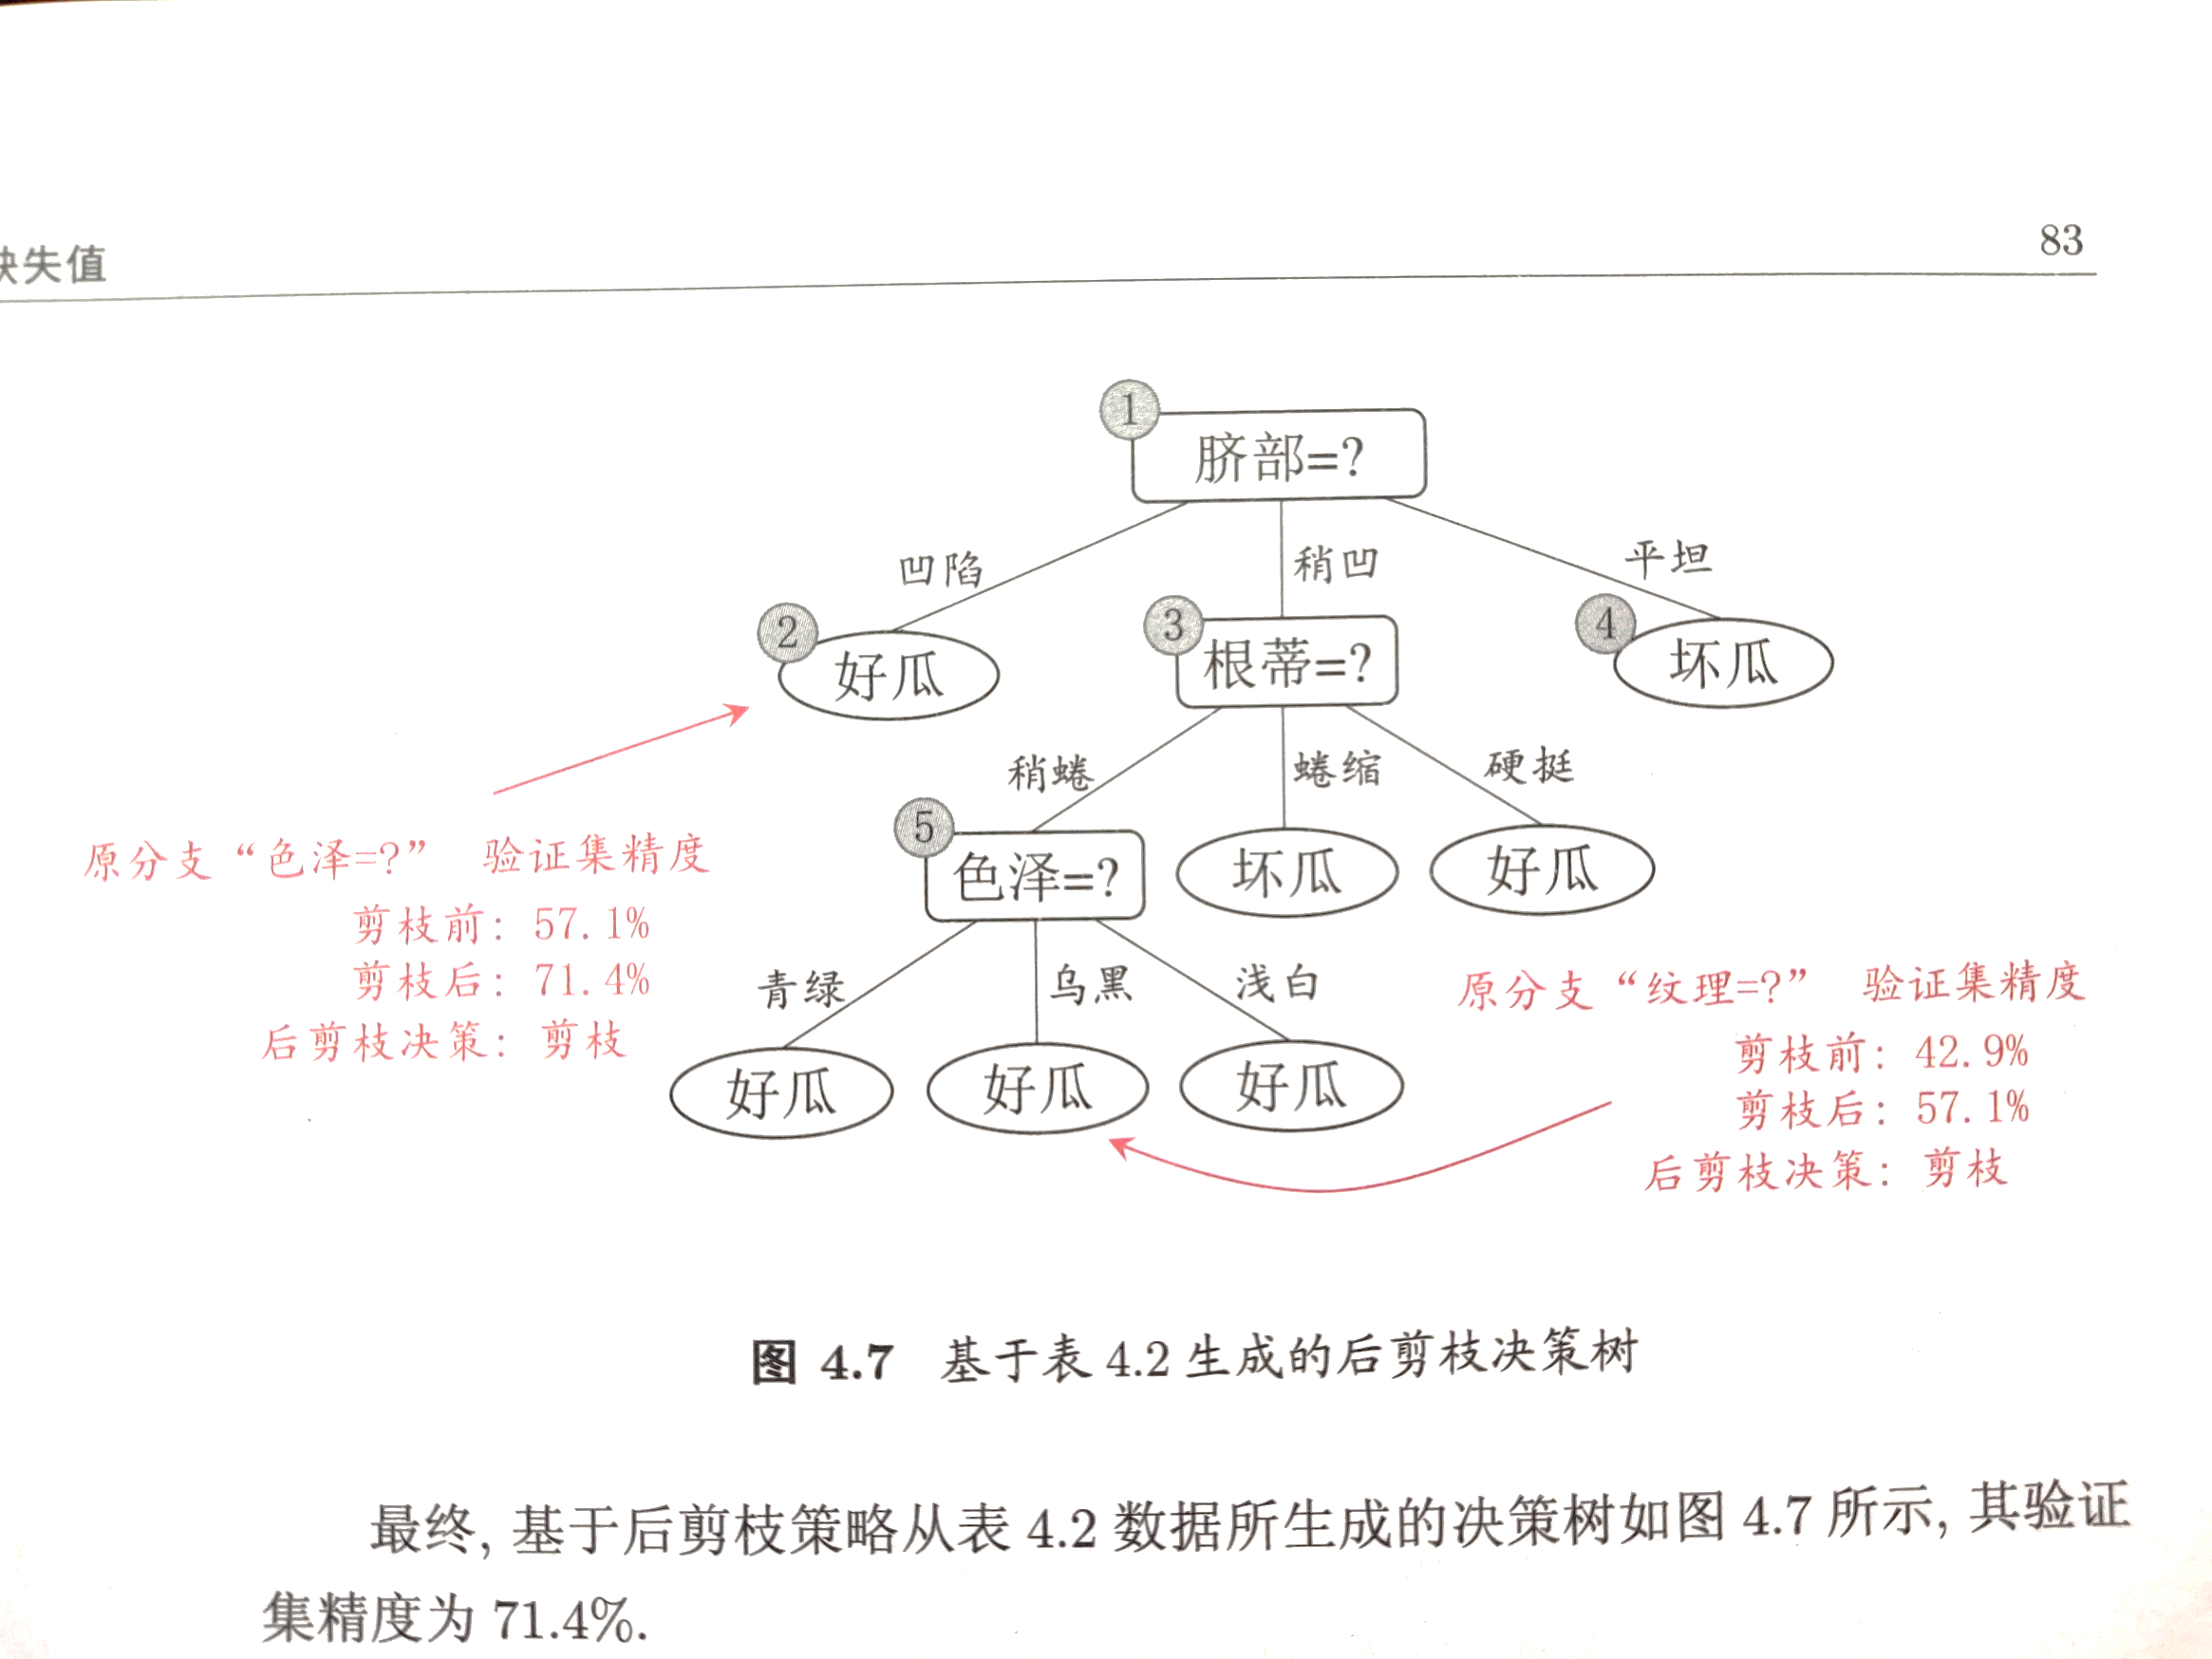 缺失值
83
1
脐部=?
凹陷
稍凹
平坦
2
好瓜
3
根蒂=?
4
坏瓜
稍蜷
蜷缩
硬挺
5
色泽=?
坏瓜
好瓜
原分支“色泽=?” 验证集精度
剪枝前: 57.1%
剪枝后: 71.4%
后剪枝决策: 剪枝
青绿
乌黑
浅白
好瓜
好瓜
好瓜
原分支“纹理=?” 验证集精度
剪枝前: 42.9%
剪枝后: 57.1%
后剪枝决策: 剪枝
图 4.7 基于表 4.2 生成的后剪枝决策树
最终, 基于后剪枝策略从表 4.2 数据所生成的决策树如图 4.7 所示, 其验证
集精度为 71.4%.